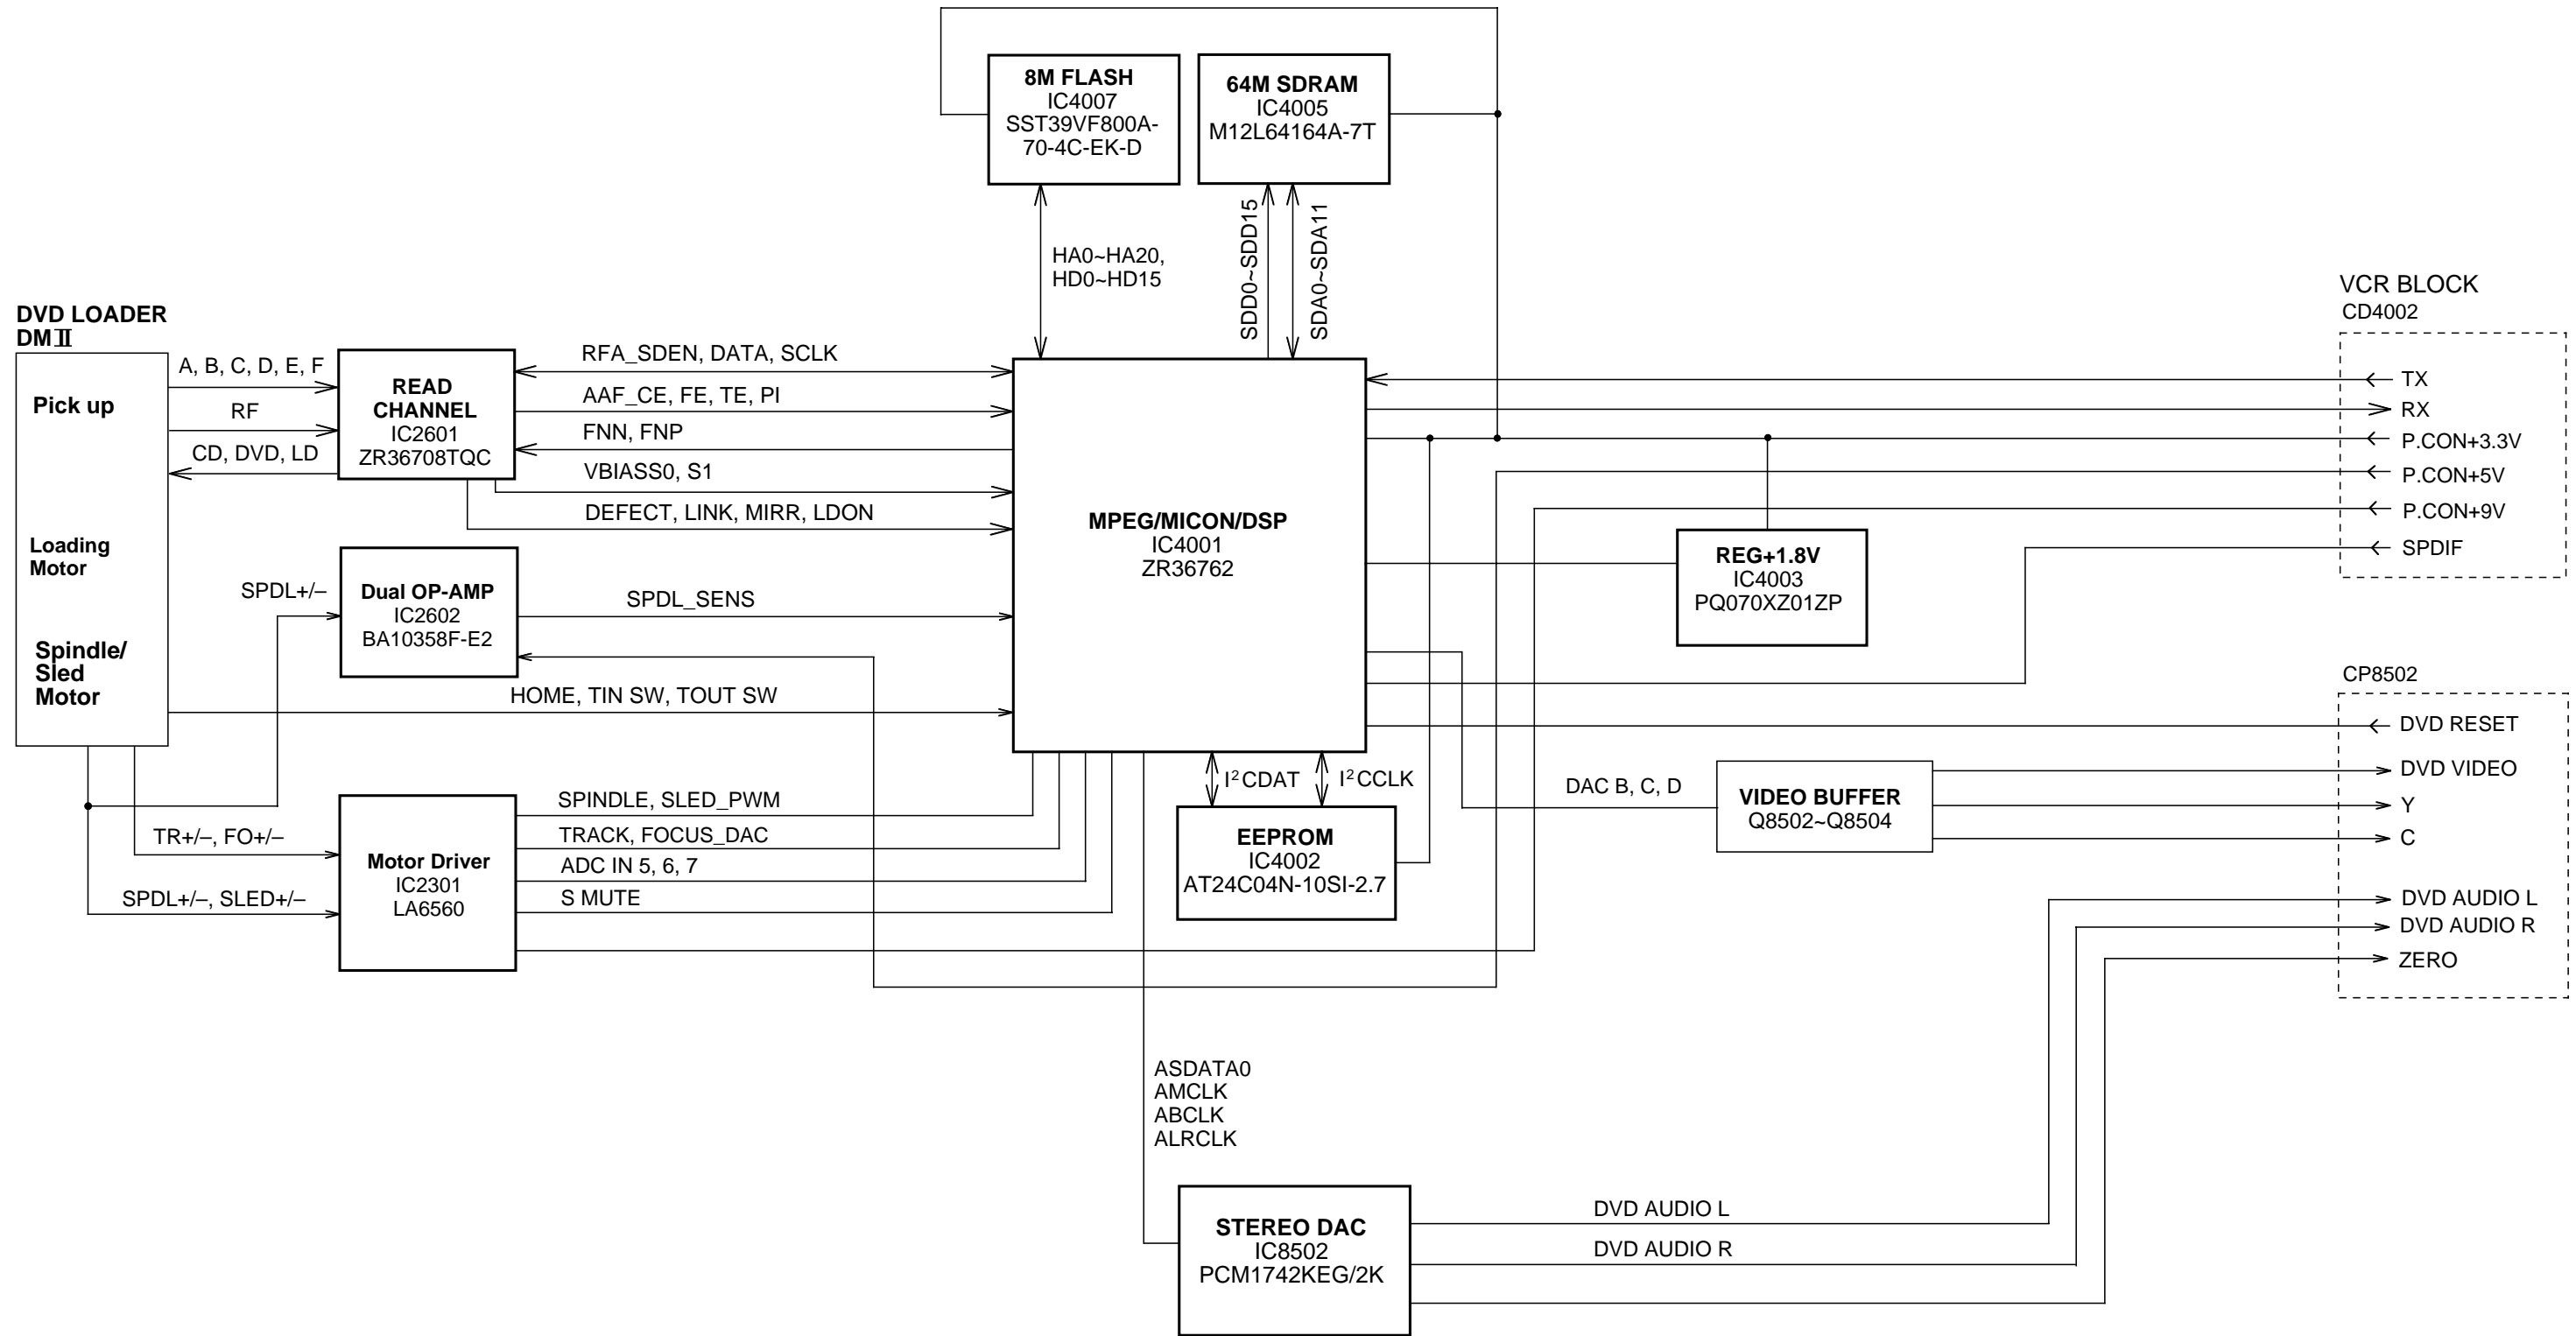 8M FLASH
IC4007
SST39VF800A-
70-4C-EK-D
64M SDRAM
IC4005
M12L64164A-7T
HA0~HA20,
HD0~HD15
SDD0~SDD15
SDA0~SDA11
DVD LOADER
DMⅡ
Pick up
Loading
Motor
Spindle/
Sled
Motor
A, B, C, D, E, F
RF
CD, DVD, LD
READ
CHANNEL
IC2601
ZR36708TQC
RFA_SDEN, DATA, SCLK
AAF_CE, FE, TE, PI
FNN, FNP
VBIASS0, S1
DEFECT, LINK, MIRR, LDON
SPDL+/–
Dual OP-AMP
IC2602
BA10358F-E2
SPDL_SENS
HOME, TIN SW, TOUT SW
MPEG/MICON/DSP
IC4001
ZR36762
VCR BLOCK
CD4002
TX
RX
P.CON+3.3V
P.CON+5V
P.CON+9V
SPDIF
REG+1.8V
IC4003
PQ070XZ01ZP
CP8502
DVD RESET
DVD VIDEO
Y
C
DVD AUDIO L
DVD AUDIO R
ZERO
TR+/–, FO+/–
SPDL+/–, SLED+/–
Motor Driver
IC2301
LA6560
SPINDLE, SLED_PWM
TRACK, FOCUS_DAC
ADC IN 5, 6, 7
S MUTE
I²CDAT
I²CCLK
EEPROM
IC4002
AT24C04N-10SI-2.7
DAC B, C, D
VIDEO BUFFER
Q8502~Q8504
ASDATA0
AMCLK
ABCLK
ALRCLK
STEREO DAC
IC8502
PCM1742KEG/2K
DVD AUDIO L
DVD AUDIO R